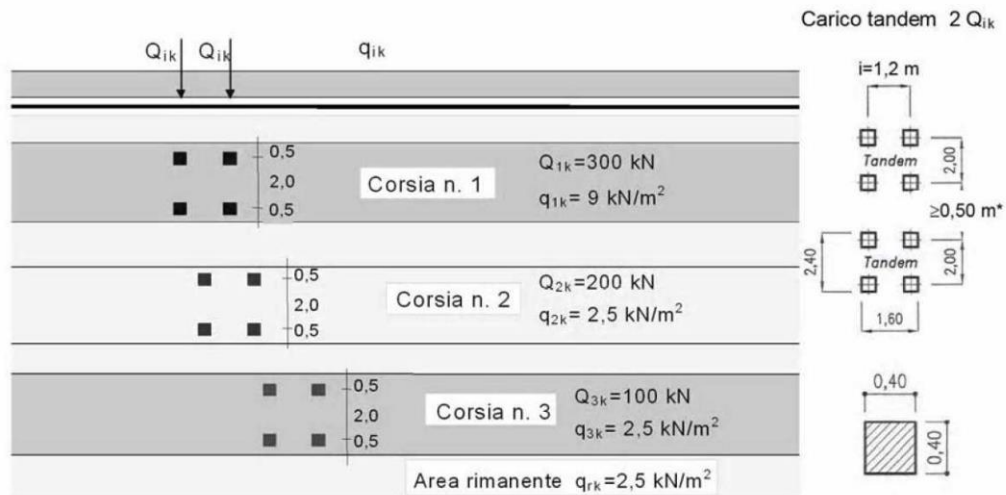 Carico tandem 2 Qik
Qik Qik qik
i=1,2 m
0,5
2,0
0,5
Corsia n. 1
Q1k=300 kN
q1k= 9 kN/m²
Tandem
2,00
≥0,50 m*
0,5
2,0
0,5
Corsia n. 2
Q2k=200 kN
q2k= 2,5 kN/m²
2,40
Tandem
2,00
1,60
0,5
2,0
0,5
Corsia n. 3
Q3k=100 kN
q3k= 2,5 kN/m²
0,40
0,40
Area rimanente qrk=2,5 kN/m²